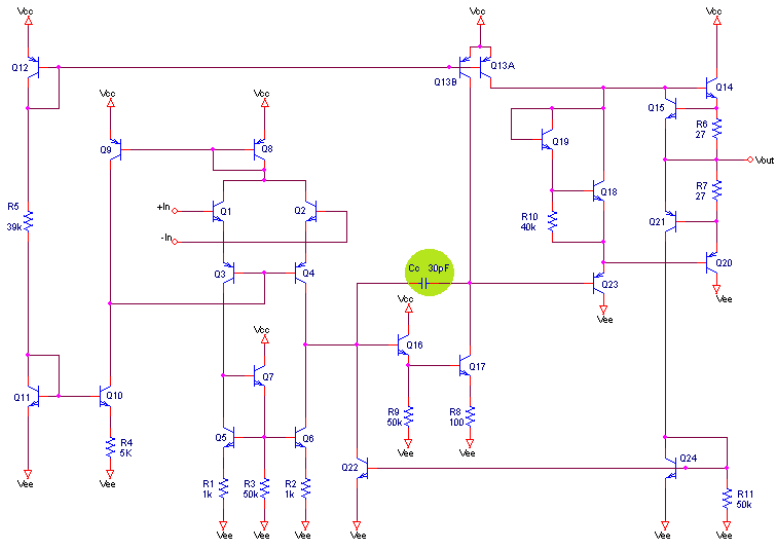 Vcc
Vcc
Vcc
Q12
Q13B
Q13A
Q14
Q15
R6
27
Vcc
Vcc
Q9
Q8
Q19
Vout
R5
39k
+In
Q1
Q2
-In
Q18
R10
40k
R7
27
Q21
Q3
Q4
Cc 30pF
Q23
Q20
Vee
Vee
Vcc
Q16
Vcc
Q7
Q17
Q11
Q10
R4
5K
R9
50k
R8
100
Q5
Q6
Vee
Vee
Vee
Vee
Q22
Q24
R1
1k
R3
50k
R2
1k
R11
50k
Vee
Vee
Vee
Vee
Vee
Vee